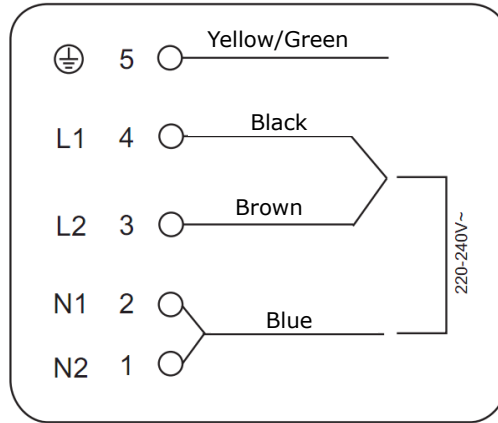 5 Yellow/Green
L1 4 Black
L2 3 Brown
220-240V~
N1 2
Blue
N2 1